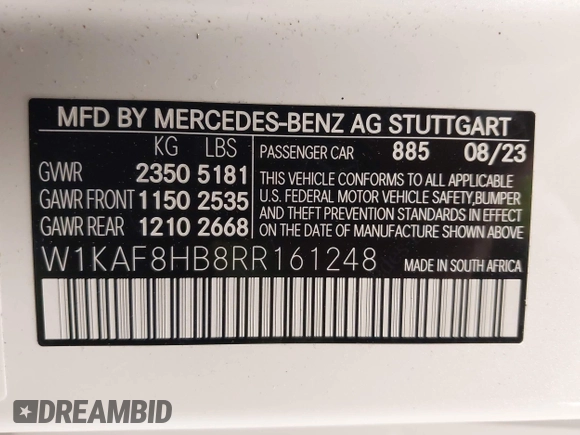 MFD BY MERCEDES-BENZ AG STUTTGART
KG LBS
GVWR 2350 5181
GAWR FRONT 1150 2535
GAWR REAR 1210 2668
PASSENGER CAR 885 08/23
THIS VEHICLE CONFORMS TO ALL APPLICABLE
U.S. FEDERAL MOTOR VEHICLE SAFETY,BUMPER
AND THEFT PREVENTION STANDARDS IN EFFECT
ON THE DATE OF MANUFACTURE SHOWN ABOVE.
W1KAF8HB8RR161248
MADE IN SOUTH AFRICA
DREAMBID